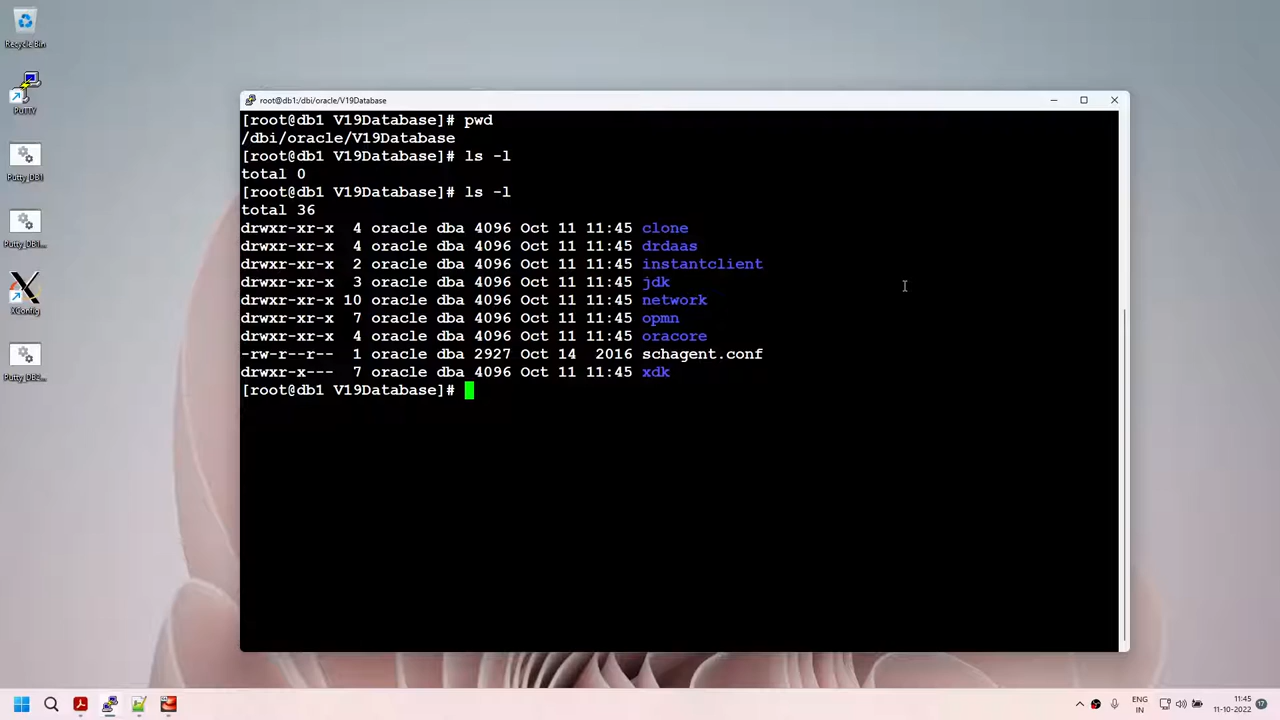 Recycle Bin
PuTTY
Putty_DB1
Putty_DB1...
XConfig
Putty_DB2...
root@db1:/dbi/oracle/V19Database
[root@db1 V19Database]# pwd
/dbi/oracle/V19Database
[root@db1 V19Database]# ls -l
total 0
[root@db1 V19Database]# ls -l
total 36
drwxr-xr-x  4 oracle dba 4096 Oct 11 11:45 clone
drwxr-xr-x  4 oracle dba 4096 Oct 11 11:45 drdaas
drwxr-xr-x  2 oracle dba 4096 Oct 11 11:45 instantclient
drwxr-xr-x  3 oracle dba 4096 Oct 11 11:45 jdk
drwxr-xr-x 10 oracle dba 4096 Oct 11 11:45 network
drwxr-xr-x  7 oracle dba 4096 Oct 11 11:45 opmn
drwxr-xr-x  4 oracle dba 4096 Oct 11 11:45 oracore
-rw-r--r--  1 oracle dba 2927 Oct 14  2016 schagent.conf
drwxr-x---  7 oracle dba 4096 Oct 11 11:45 xdk
[root@db1 V19Database]#
ENG
IN
11:45
11-10-2022
17